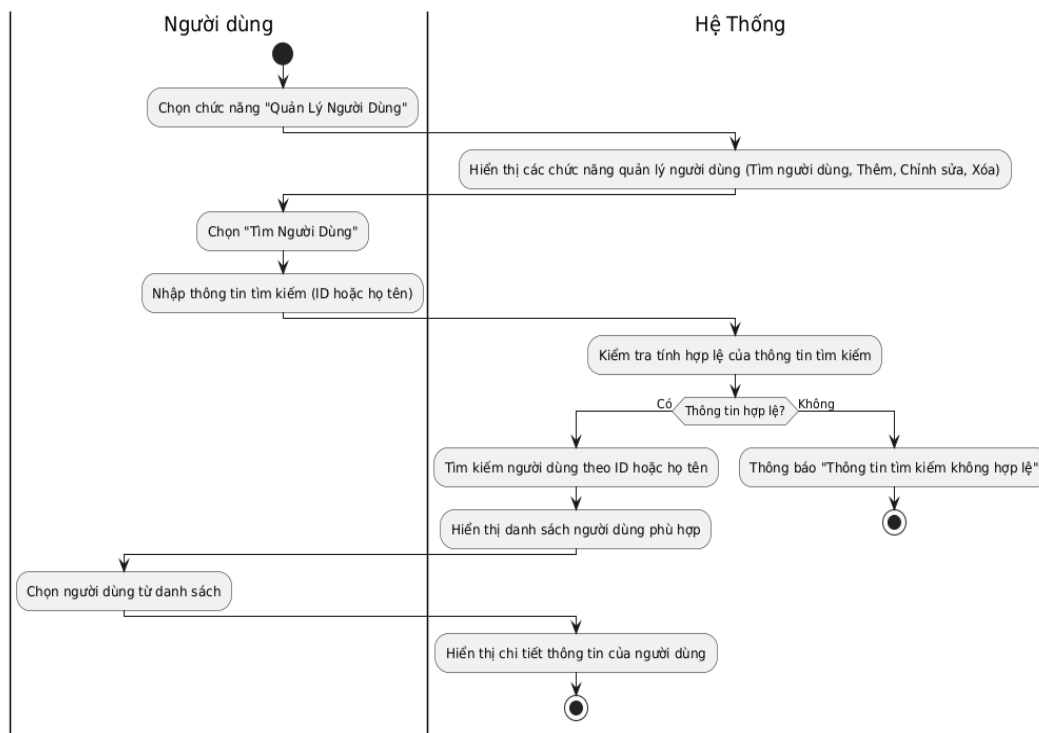 Người dùng
Hệ Thống
Chọn chức năng "Quản Lý Người Dùng"
Hiển thị các chức năng quản lý người dùng (Tìm người dùng, Thêm, Chỉnh sửa, Xóa)
Chọn "Tìm Người Dùng"
Nhập thông tin tìm kiếm (ID hoặc họ tên)
Kiểm tra tính hợp lệ của thông tin tìm kiếm
Có
Thông tin hợp lệ?
Không
Tìm kiếm người dùng theo ID hoặc họ tên
Thông báo "Thông tin tìm kiếm không hợp lệ"
Hiển thị danh sách người dùng phù hợp
Chọn người dùng từ danh sách
Hiển thị chi tiết thông tin của người dùng